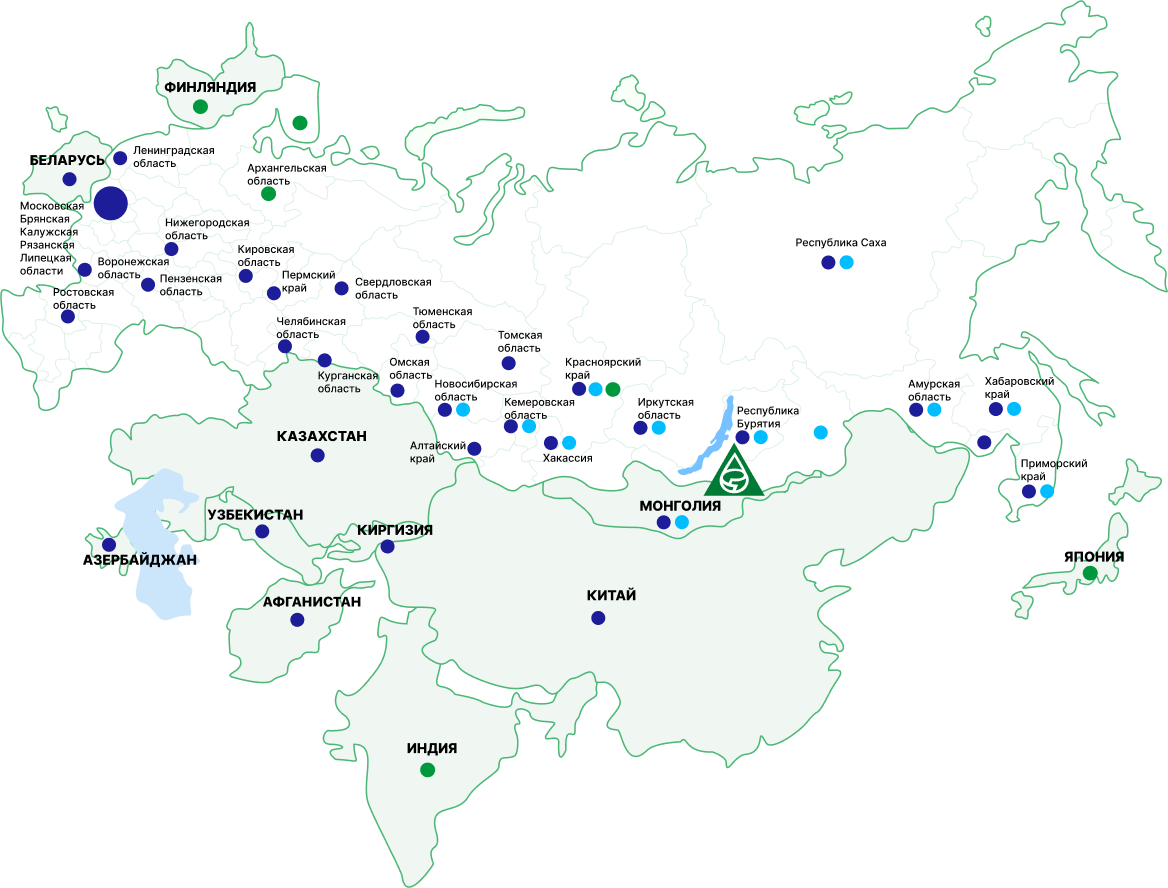 ФИНЛЯНДИЯ
БЕЛАРУСЬ
Ленинградская
область
Архангельская
область
Московская
Брянская
Калужская
Рязанская
Липецкая
области
Нижегородская
область
Воронежская
область
Пензенская
область
Кировская
область
Пермский
край
Свердловская
область
Ростовская
область
Челябинская
область
Курганская
область
Тюменская
область
Омская
область
Томская
область
Новосибирская
область
Кемеровская
область
Алтайский
край
Хакассия
Красноярский
край
Иркутская
область
Республика
Бурятия
Республика Саха
Амурская
область
Хабаровский
край
Приморский
край
КАЗАХСТАН
УЗБЕКИСТАН
КИРГИЗИЯ
АЗЕРБАЙДЖАН
АФГАНИСТАН
МОНГОЛИЯ
КИТАЙ
ЯПОНИЯ
ИНДИЯ